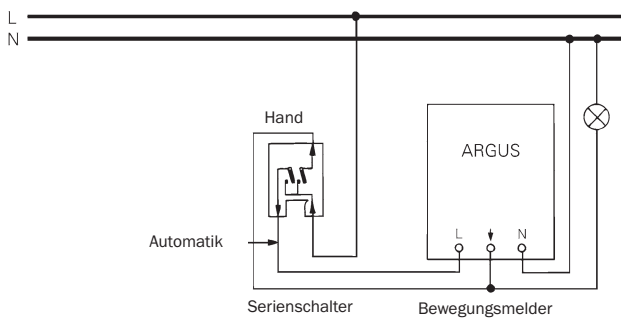 L
N
Hand
ARGUS
L
N
Automatik
Serienschalter
Bewegungsmelder